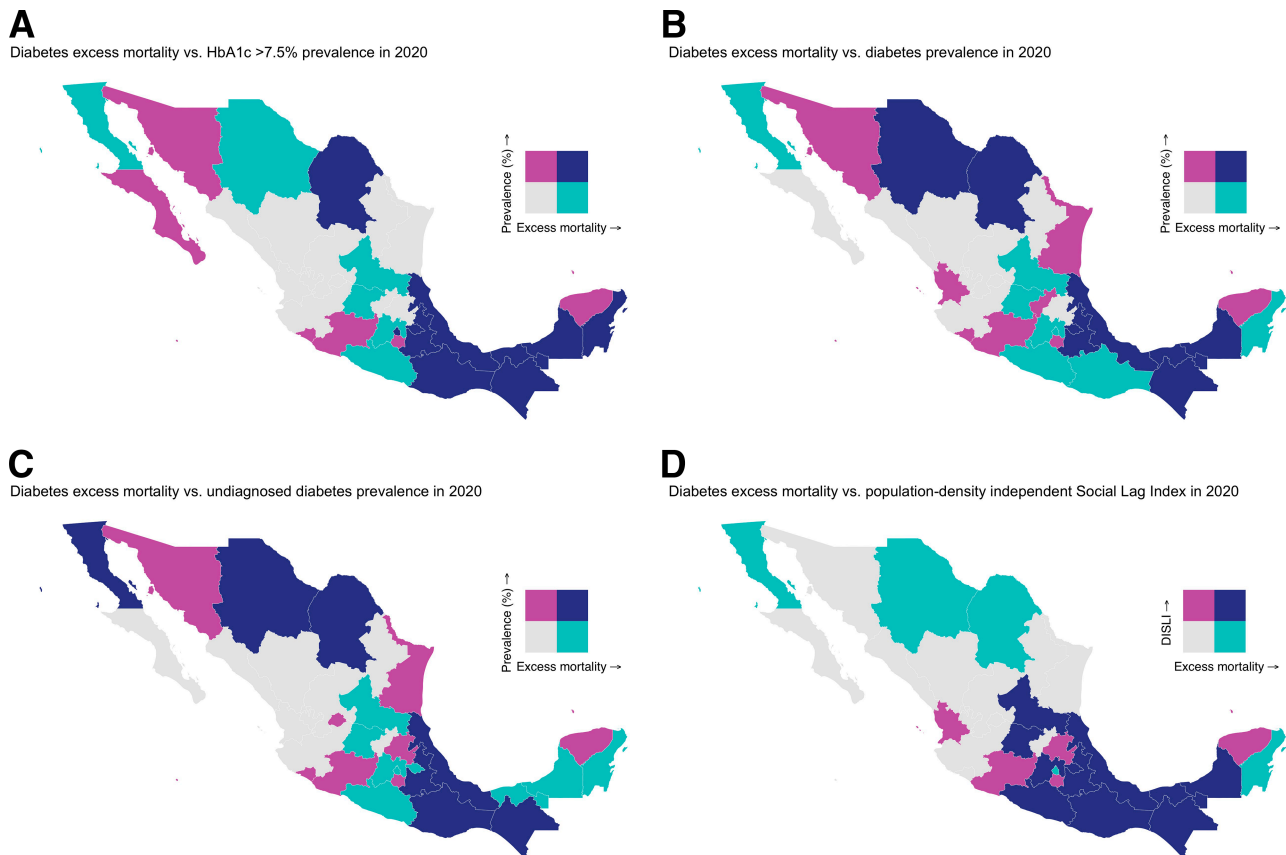 A
Diabetes excess mortality vs. HbA1c >7.5% prevalence in 2020
Prevalence (%) →
Excess mortality →
B
Diabetes excess mortality vs. diabetes prevalence in 2020
Prevalence (%) →
Excess mortality →
C
Diabetes excess mortality vs. undiagnosed diabetes prevalence in 2020
Prevalence (%) →
Excess mortality →
D
Diabetes excess mortality vs. population-density independent Social Lag Index in 2020
DISLI →
Excess mortality →